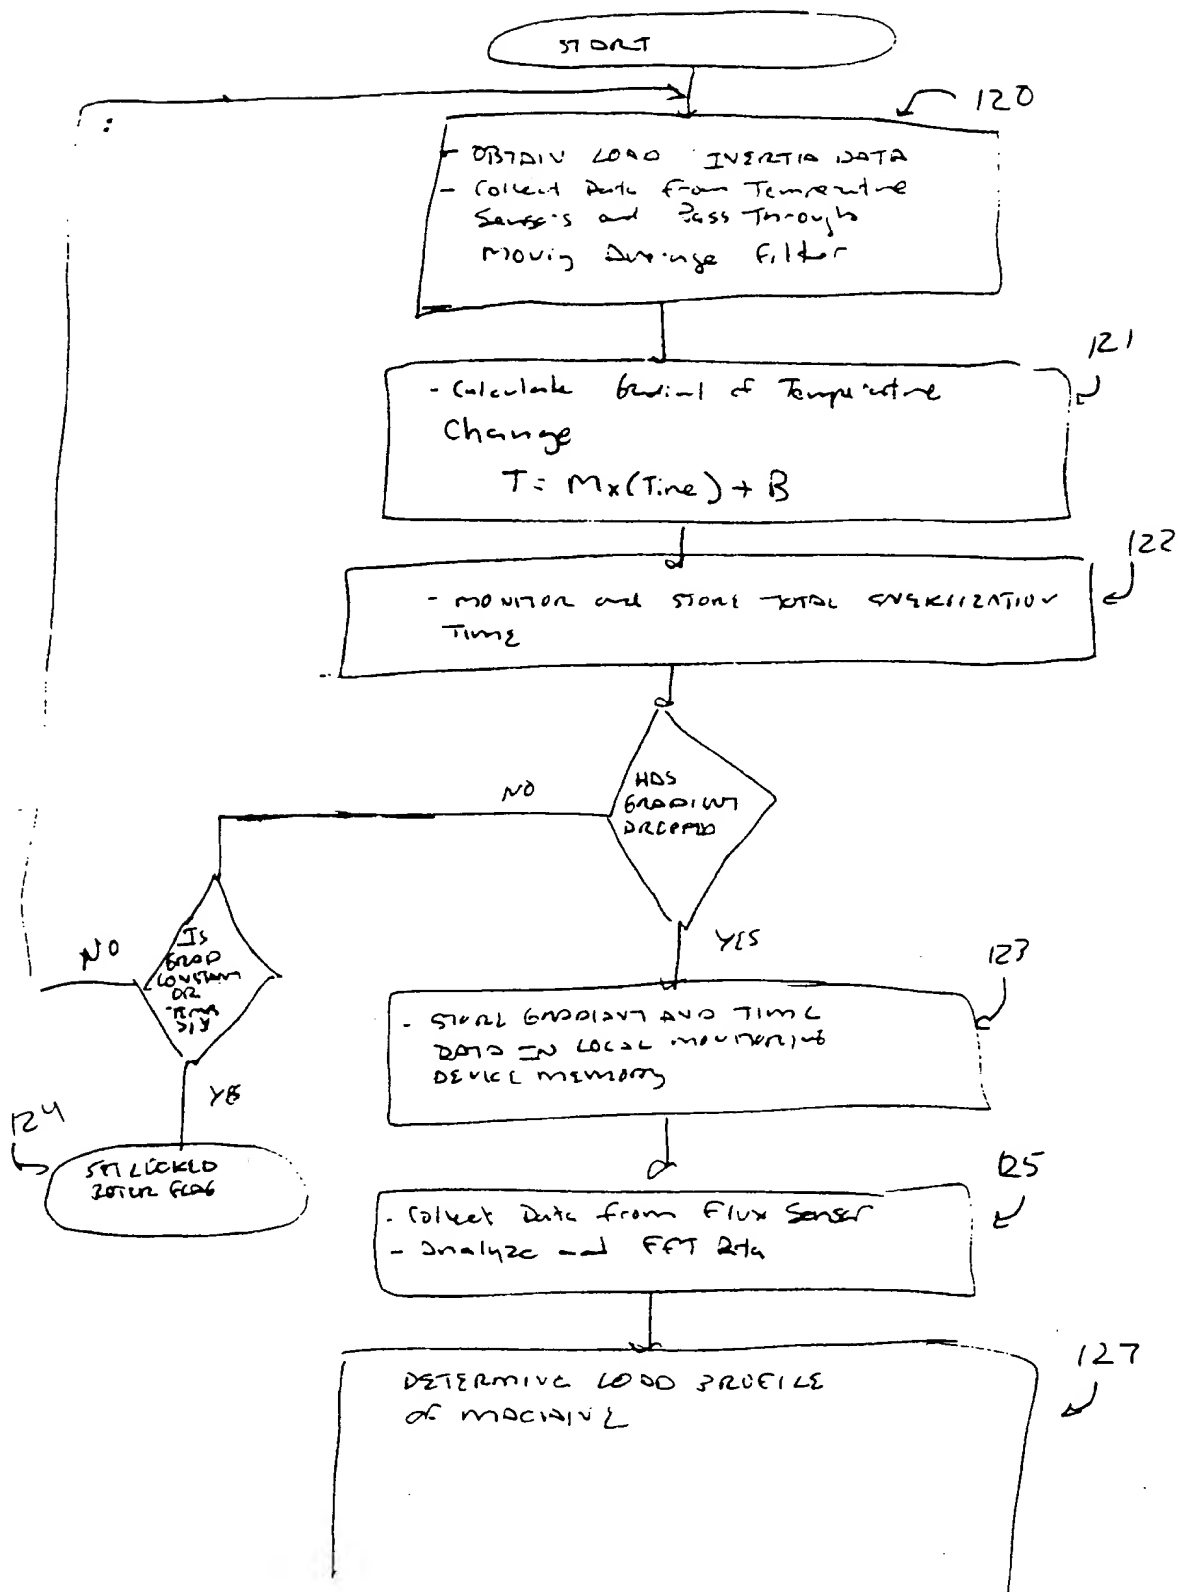 START
120
- OBTAIN LOAD INERTIA DATA
- Collect Data from Temperature
Sensors and Pass Through
Moving Average Filter
121
- Calculate Gradient of Temperature
Change
T = Mx(Time) + B
122
- MONITOR and STORE TOTAL ENERGIZATION
TIME
HAS
GRADIENT
DROPPED
NO
YES
IS
GRAD
CONSTANT
OR
NO
YES
124
SET LOCKED
ROTOR FLAG
123
- STORE GRADIANT AND TIME
DATA IN LOCAL MONITORING
DEVICE MEMORY
125
- Collect Data from Flux Sensor
- Analyze and FFT Data
127
DETERMINE LOAD PROFILE
OF MACHINE